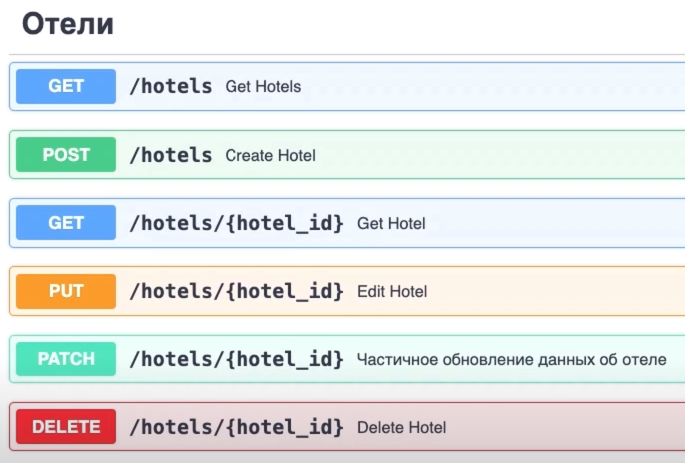 Отели
GET /hotels Get Hotels
POST /hotels Create Hotel
GET /hotels/{hotel_id} Get Hotel
PUT /hotels/{hotel_id} Edit Hotel
PATCH /hotels/{hotel_id} Частичное обновление данных об отеле
DELETE /hotels/{hotel_id} Delete Hotel